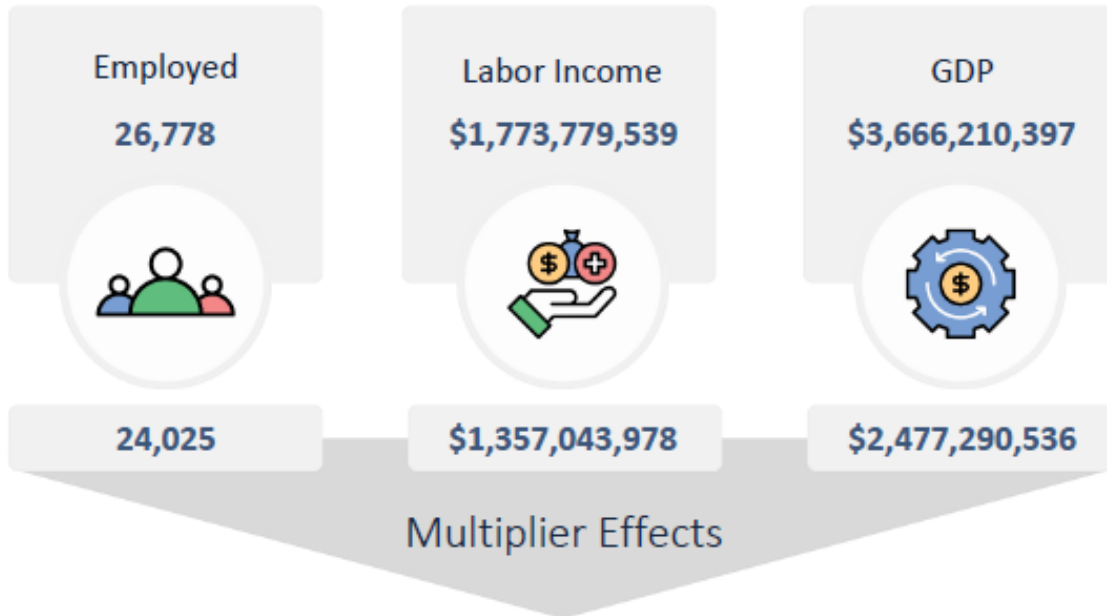 Employed
26,778
Labor Income
$1,773,779,539
GDP
$3,666,210,397
$
$
24,025
$1,357,043,978
$2,477,290,536
Multiplier Effects